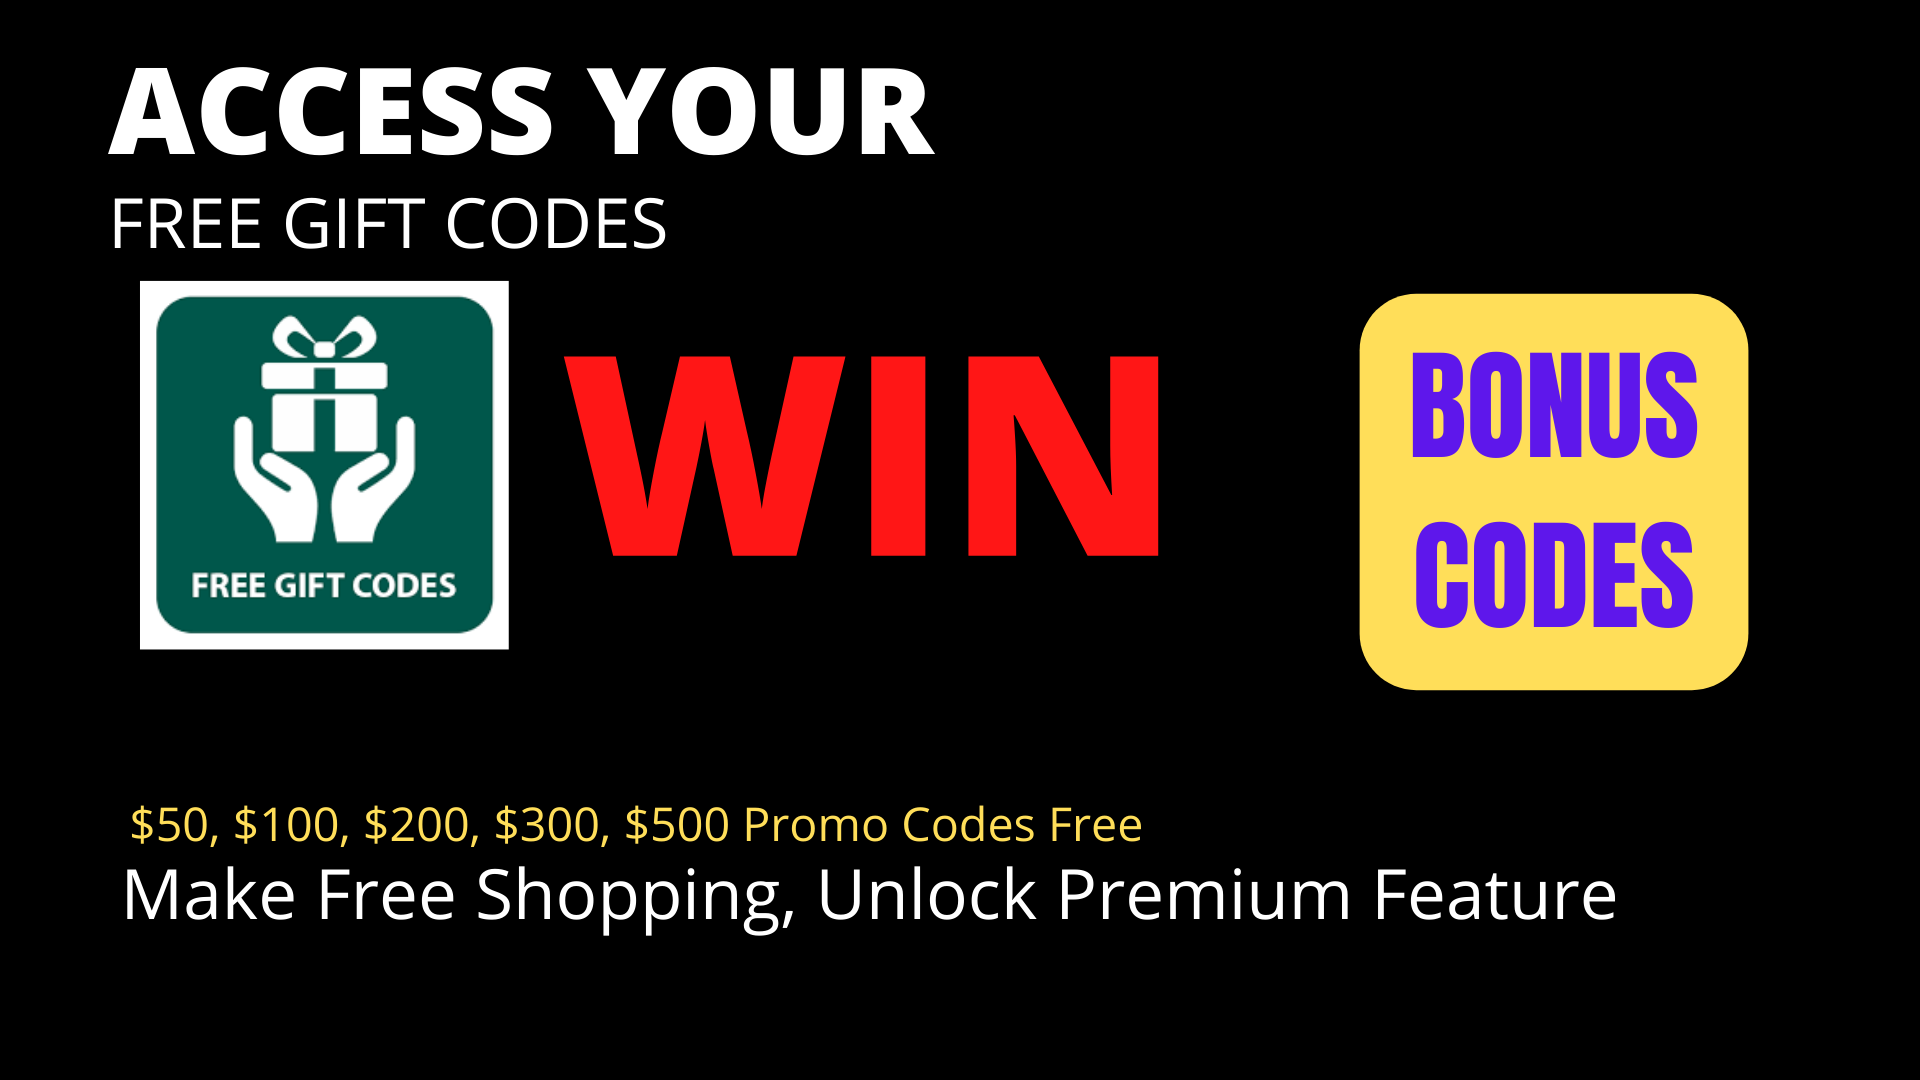 ACCESS YOUR
FREE GIFT CODES
FREE GIFT CODES
WIN
BONUS
CODES
$50, $100, $200, $300, $500 Promo Codes Free
Make Free Shopping, Unlock Premium Feature